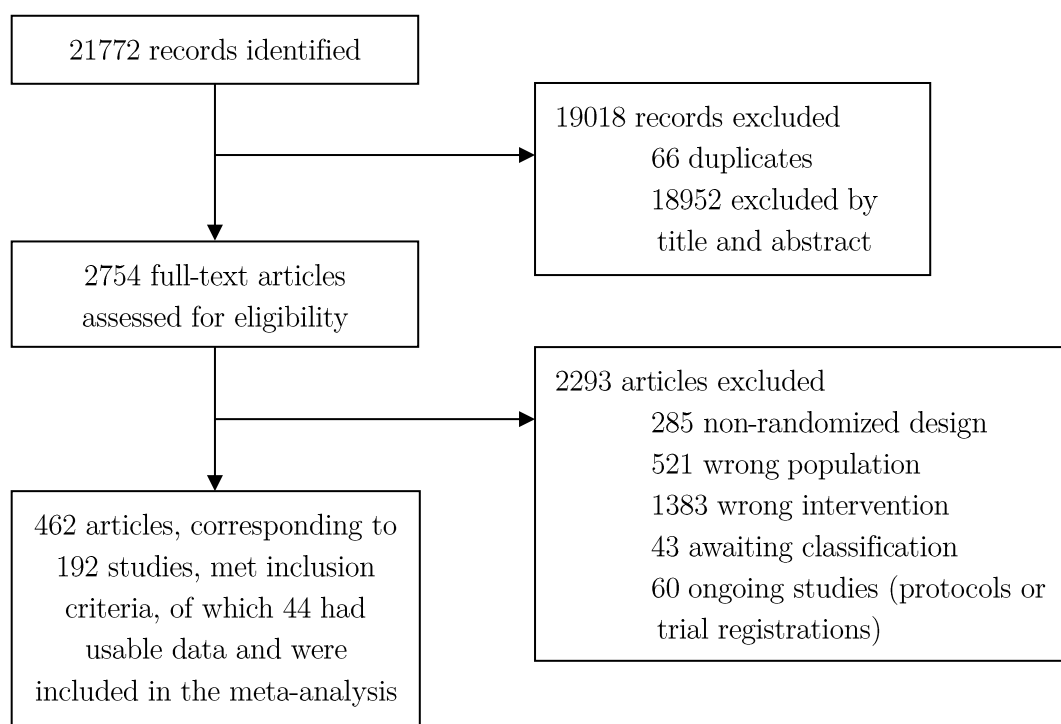 21772 records identified
19018 records excluded
66 duplicates
18952 excluded by
title and abstract
2754 full-text articles
assessed for eligibility
2293 articles excluded
285 non-randomized design
521 wrong population
1383 wrong intervention
43 awaiting classification
60 ongoing studies (protocols or
trial registrations)
462 articles, corresponding to
192 studies, met inclusion
criteria, of which 44 had
usable data and were
included in the meta-analysis